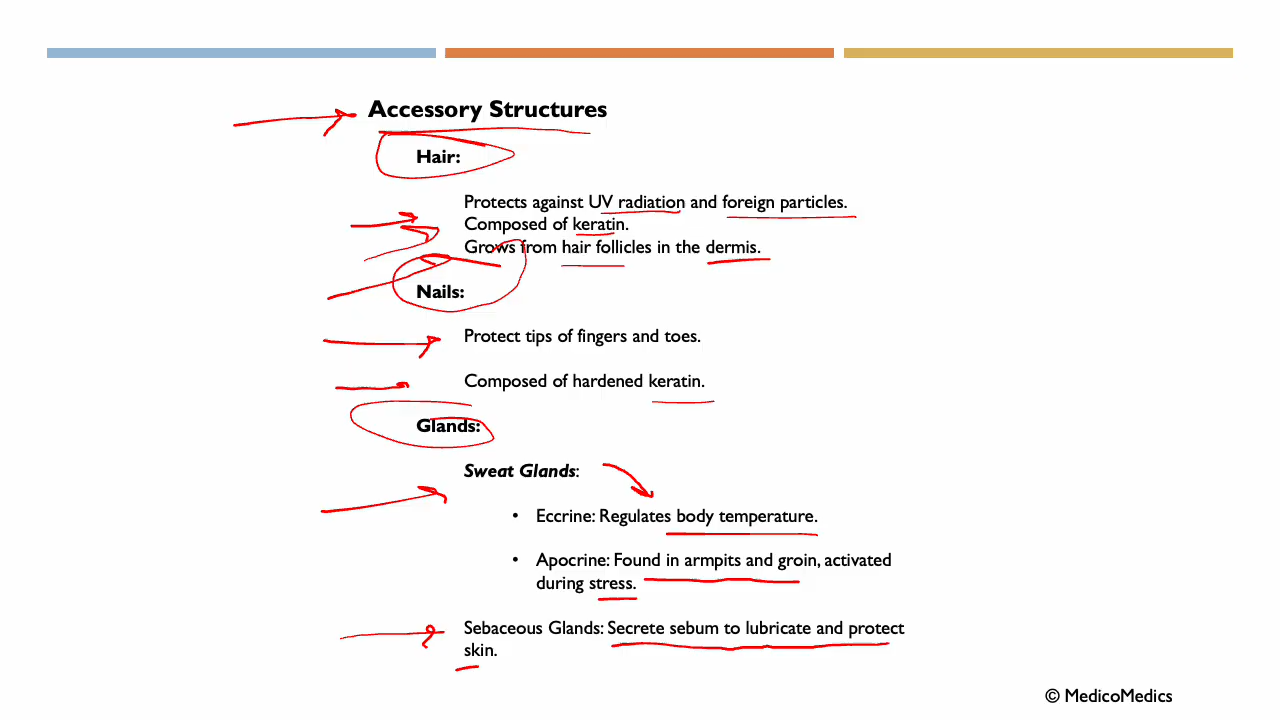 Accessory Structures
Hair:
Protects against UV radiation and foreign particles.
Composed of keratin.
Grows from hair follicles in the dermis.
Nails:
Protect tips of fingers and toes.
Composed of hardened keratin.
Glands:
Sweat Glands:
• Eccrine: Regulates body temperature.
• Apocrine: Found in armpits and groin, activated
during stress.
Sebaceous Glands: Secrete sebum to lubricate and protect
skin.
© MedicoMedics